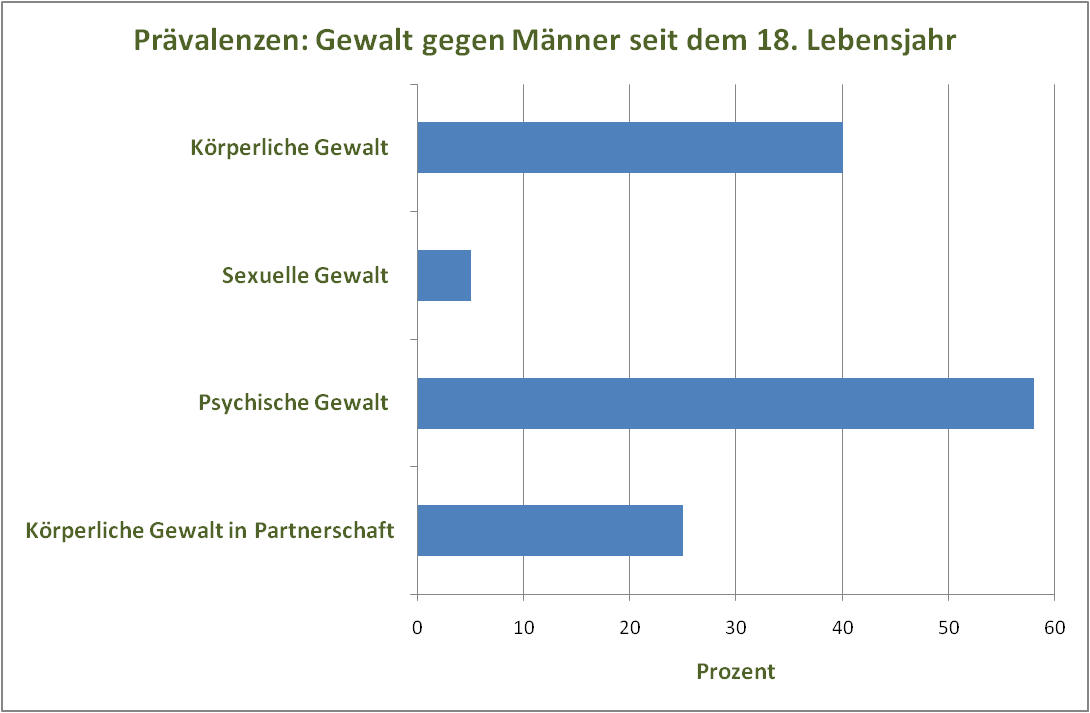 Prävalenzen: Gewalt gegen Männer seit dem 18. Lebensjahr
Körperliche Gewalt
Sexuelle Gewalt
Psychische Gewalt
Körperliche Gewalt in Partnerschaft
0 10 20 30 40 50 60
Prozent